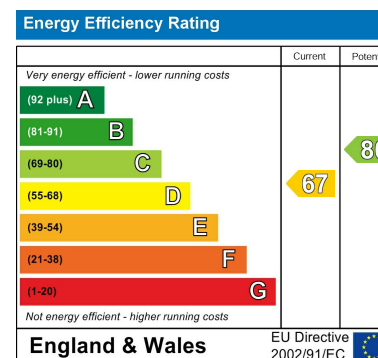 Energy Efficiency Rating
Current
Very energy efficient - lower running costs
(92 plus) A
(81-91) B
(69-80) C
(55-68) D
67
(39-54) E
(21-38) F
(1-20) G
Not energy efficient - higher running costs
England & Wales
EU Directive
2002/91/EC